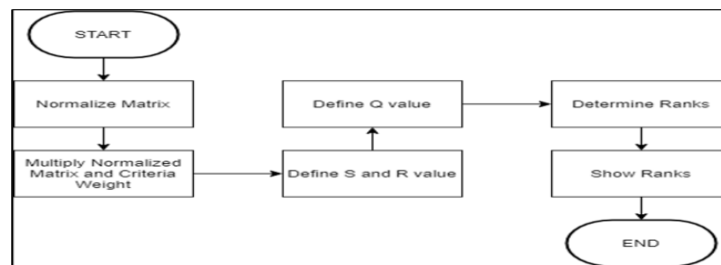 START
Normalize Matrix
Multiply Normalized
Matrix and Criteria
Weight
Define S and R value
Define Q value
Determine Ranks
Show Ranks
END